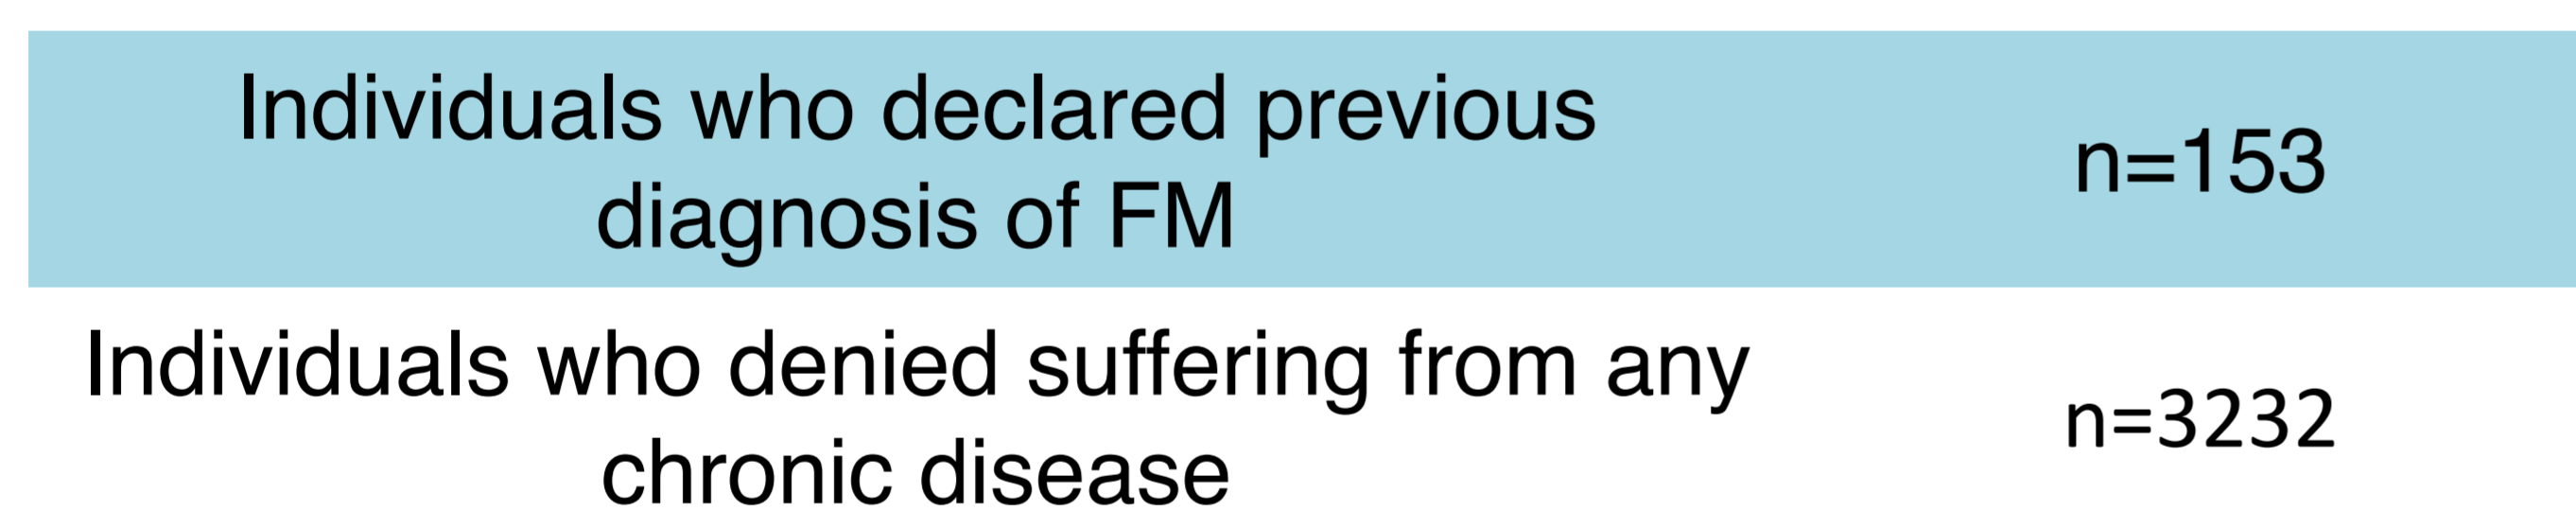 Individuals who declared previous
diagnosis of FM
n=153
Individuals who denied suffering from any
chronic disease
n=3232